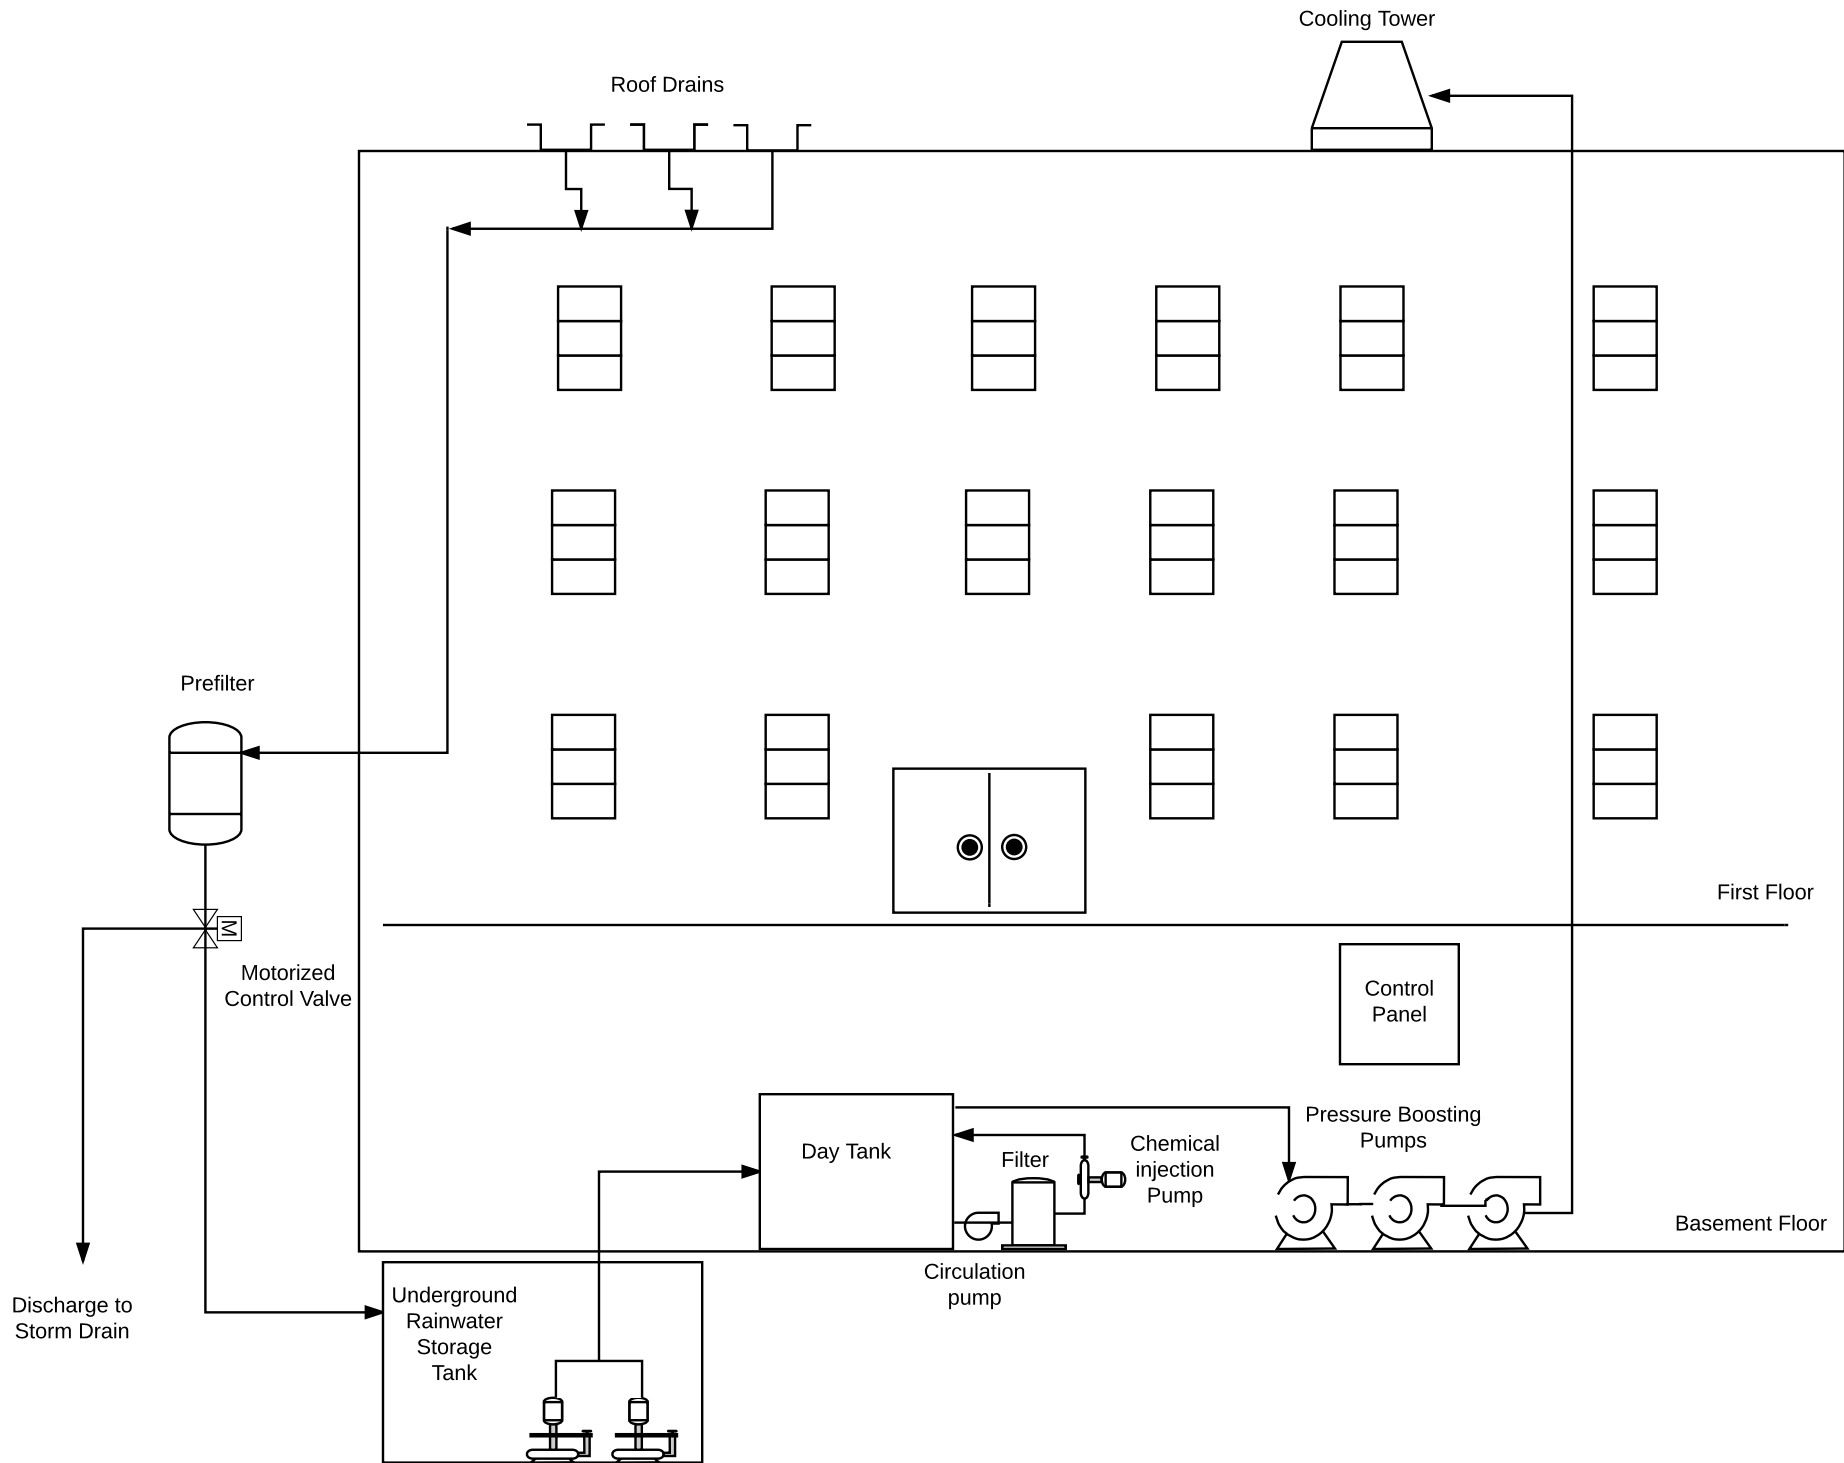 Cooling Tower
Roof Drains
Prefilter
M
Motorized
Control Valve
First Floor
Control
Panel
Pressure Boosting
Pumps
Day Tank
Filter
Chemical
injection
Pump
Basement Floor
Circulation
pump
Underground
Rainwater
Storage
Tank
Discharge to
Storm Drain